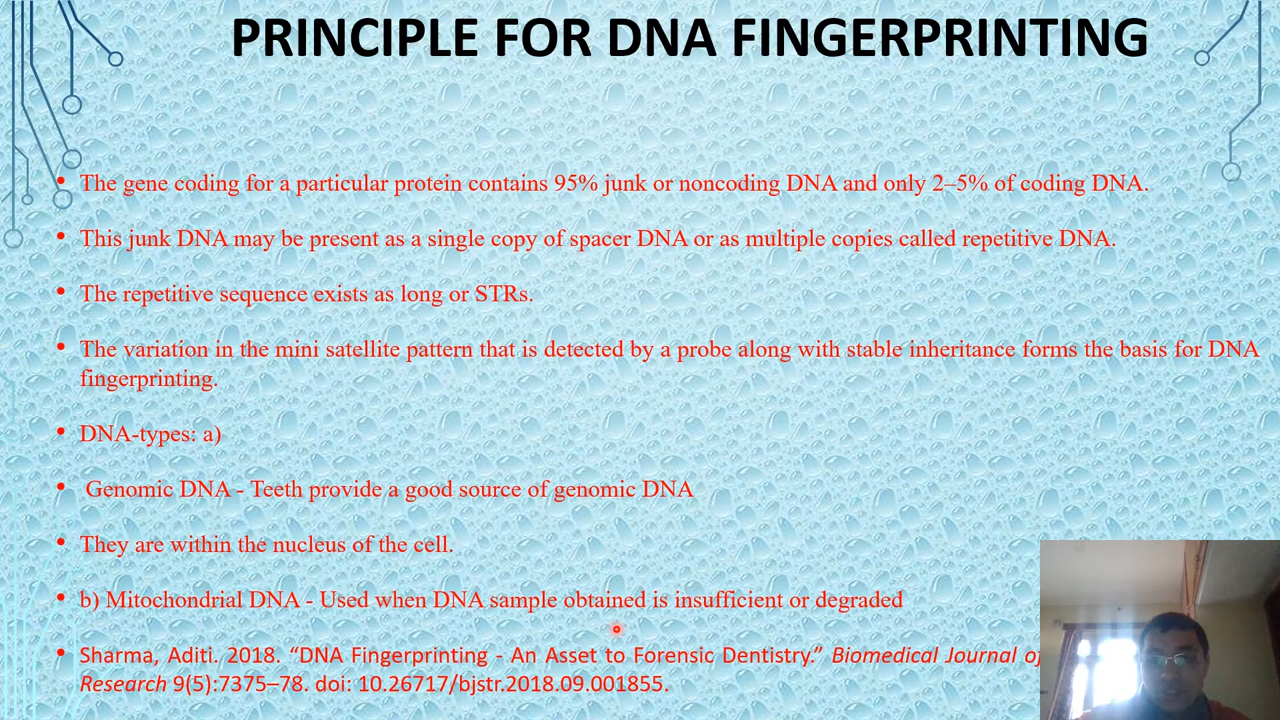 PRINCIPLE FOR DNA FINGERPRINTING
• The gene coding for a particular protein contains 95% junk or noncoding DNA and only 2–5% of coding DNA.
• This junk DNA may be present as a single copy of spacer DNA or as multiple copies called repetitive DNA.
• The repetitive sequence exists as long or STRs.
• The variation in the mini satellite pattern that is detected by a probe along with stable inheritance forms the basis for DNA
fingerprinting.
• DNA-types: a)
• Genomic DNA - Teeth provide a good source of genomic DNA
• They are within the nucleus of the cell.
• b) Mitochondrial DNA - Used when DNA sample obtained is insufficient or degraded
• Sharma, Aditi. 2018. “DNA Fingerprinting - An Asset to Forensic Dentistry.” Biomedical Journal of
Research 9(5):7375–78. doi: 10.26717/bjstr.2018.09.001855.